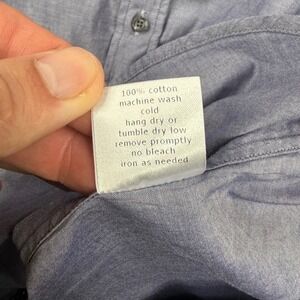 100% cotton
machine wash
cold
hang dry or
tumble dry low
remove promptly
no bleach
iron as needed